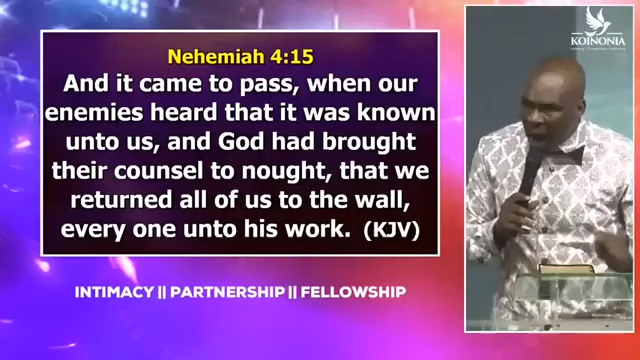 Nehemiah 4:15
And it came to pass, when our
enemies heard that it was known
unto us, and God had brought
their counsel to nought, that we
returned all of us to the wall,
every one unto his work. (KJV)
INTIMACY || PARTNERSHIP || FELLOWSHIP
KOINONIA